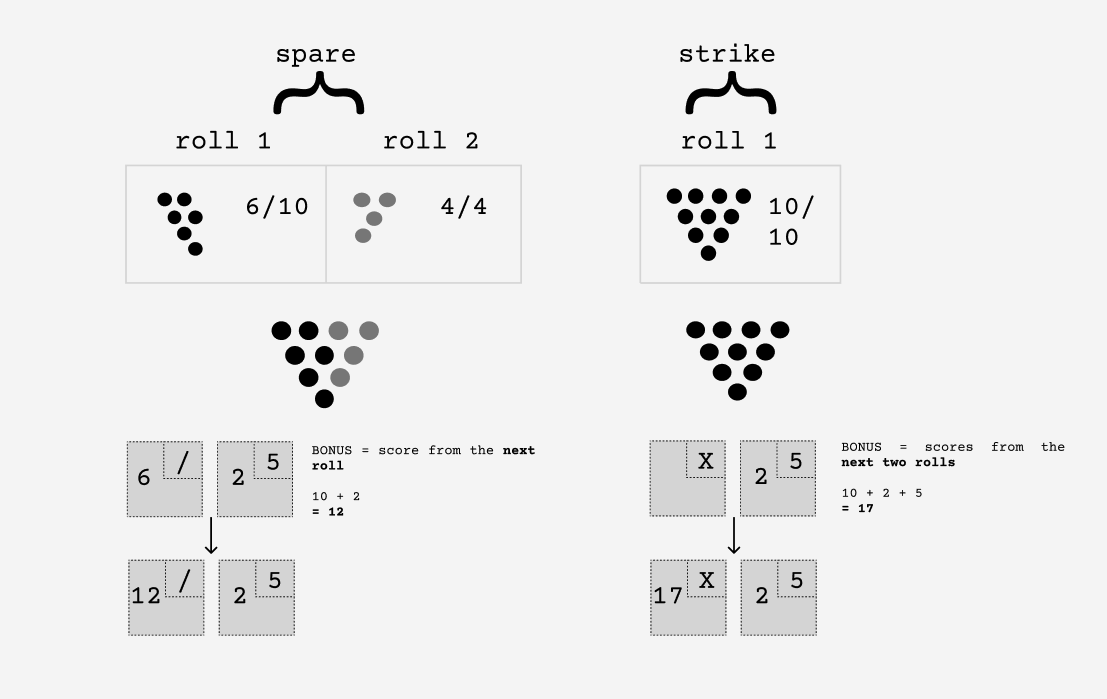 spare
roll 1
roll 2
6/10
4/4
6
/
2
5
BONUS = score from the next
roll
10 + 2
= 12
12
/
2
5
strike
roll 1
10/
10
X
2
5
BONUS = scores from the
next two rolls
10 + 2 + 5
= 17
17
X
2
5